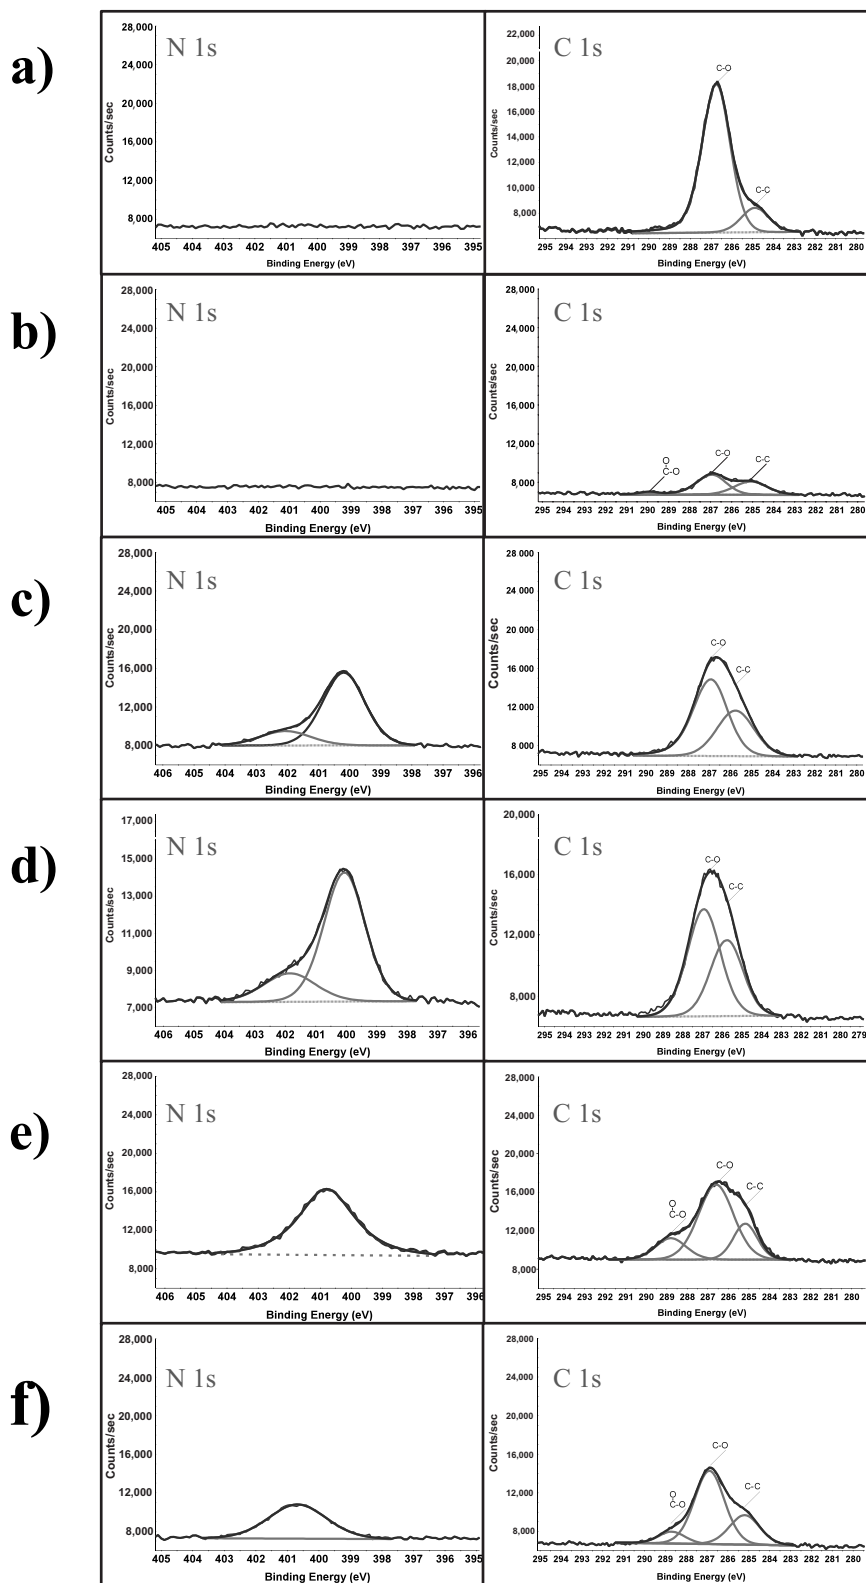 a)
N 1s
Counts/sec
28,000
24,000
20,000
16,000
12,000
8,000
405 404 403 402 401 400 399 398 397 396 395
Binding Energy (eV)
C 1s
Counts/sec
22,000
20,000
18,000
16,000
14,000
12,000
10,000
8,000
C-O
C-C
295 294 293 292 291 290 288 287 285 284 283 282 281 280
Binding Energy (eV)
b)
N 1s
Counts/sec
28,000
24,000
20,000
16,000
12,000
8,000
405 404 403 402 401 400 399 398 397 396 395
Binding Energy (eV)
C 1s
Counts/sec
28,000
24,000
20,000
16,000
12,000
8,000
O
C-O
C-O
C-C
295 294 293 292 291 290 289 288 287 285 284 283 282 281 280
Binding Energy (eV)
c)
N 1s
Counts/sec
28,000
24,000
20,000
16,000
12,000
8,000
406 405 404 403 402 401 400 399 398 397 396
Binding Energy (eV)
C 1s
Counts/sec
28,000
24 000
20 000
16 000
12 000
8 000
C-O
C-C
295 294 293 292 291 290 288 287 286 284 283 282 281 280
Binding Energy (eV)
d)
N 1s
Counts/sec
17,000
15,000
13,000
11,000
9,000
7,000
406 405 404 403 402 401 400 399 398 397 396
Binding Energy (eV)
C 1s
Counts/sec
20,000
16,000
12,000
8,000
C-O
C-C
295 294 293 292 291 290 288 287 286 285 284 283 282 281 280 279
Binding Energy (eV)
e)
N 1s
Counts/sec
28,000
24,000
20,000
16,000
12,000
8,000
406 405 404 403 402 401 400 399 398 397 396
Binding Energy (eV)
C 1s
Counts/sec
28,000
24,000
20,000
16,000
12,000
8,000
O
C-O
C-O
C-C
295 294 293 292 291 290 289 287 286 285 284 283 282 281 280
Binding Energy (eV)
f)
N 1s
Counts/sec
28,000
24,000
20,000
16,000
12,000
8,000
405 404 403 402 401 400 399 398 397 396 395
Binding Energy (eV)
C 1s
Counts/sec
28,000
24,000
20,000
16,000
12,000
8,000
O
C-O
C-O
C-C
295 294 293 292 291 290 289 288 287 285 284 283 282 281 280
Binding Energy (eV)